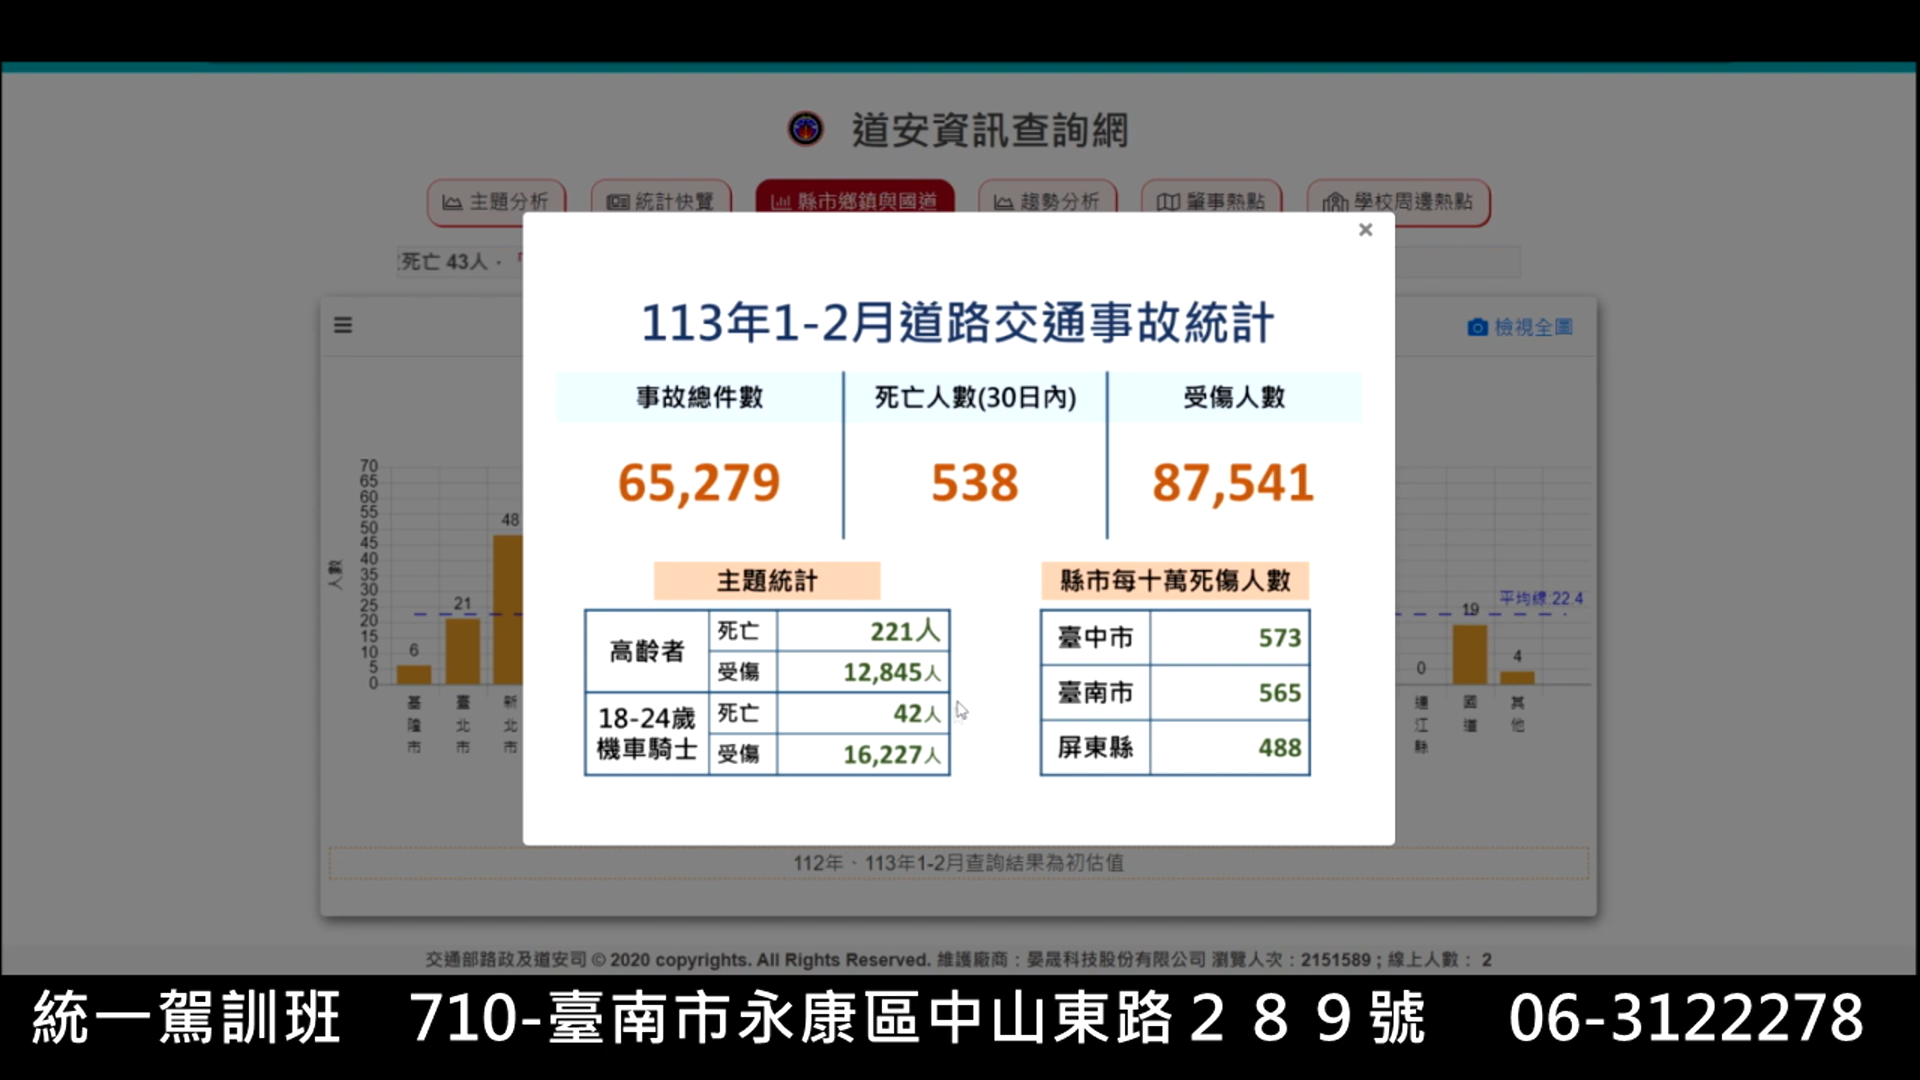 道安資訊查詢網
主題分析 統計快覽 縣市鄉鎮與國道 趨勢分析 肇事熱點 學校周邊熱點
死亡 43人．
檢視全圖
×
113年1-2月道路交通事故統計
事故總件數 死亡人數(30日內) 受傷人數
65,279 538 87,541
主題統計
高齡者 死亡 221人
受傷 12,845人
18-24歲機車騎士 死亡 42人
受傷 16,227人
縣市每十萬死傷人數
臺中市 573
臺南市 565
屏東縣 488
人數
70
65
60
55
50
45
40
35
30
25
20
15
10
5
0
6 21 48
基隆市 臺北市 新北市
平均線:22.4
0 19 4
連江縣 國道 其他
112年、113年1-2月查詢結果為初估值
交通部路政及道安司 © 2020 copyrights. All Rights Reserved. 維護廠商：晏晟科技股份有限公司 瀏覽人次：2151589；線上人數： 2
統一駕訓班 710-臺南市永康區中山東路２８９號 06-3122278